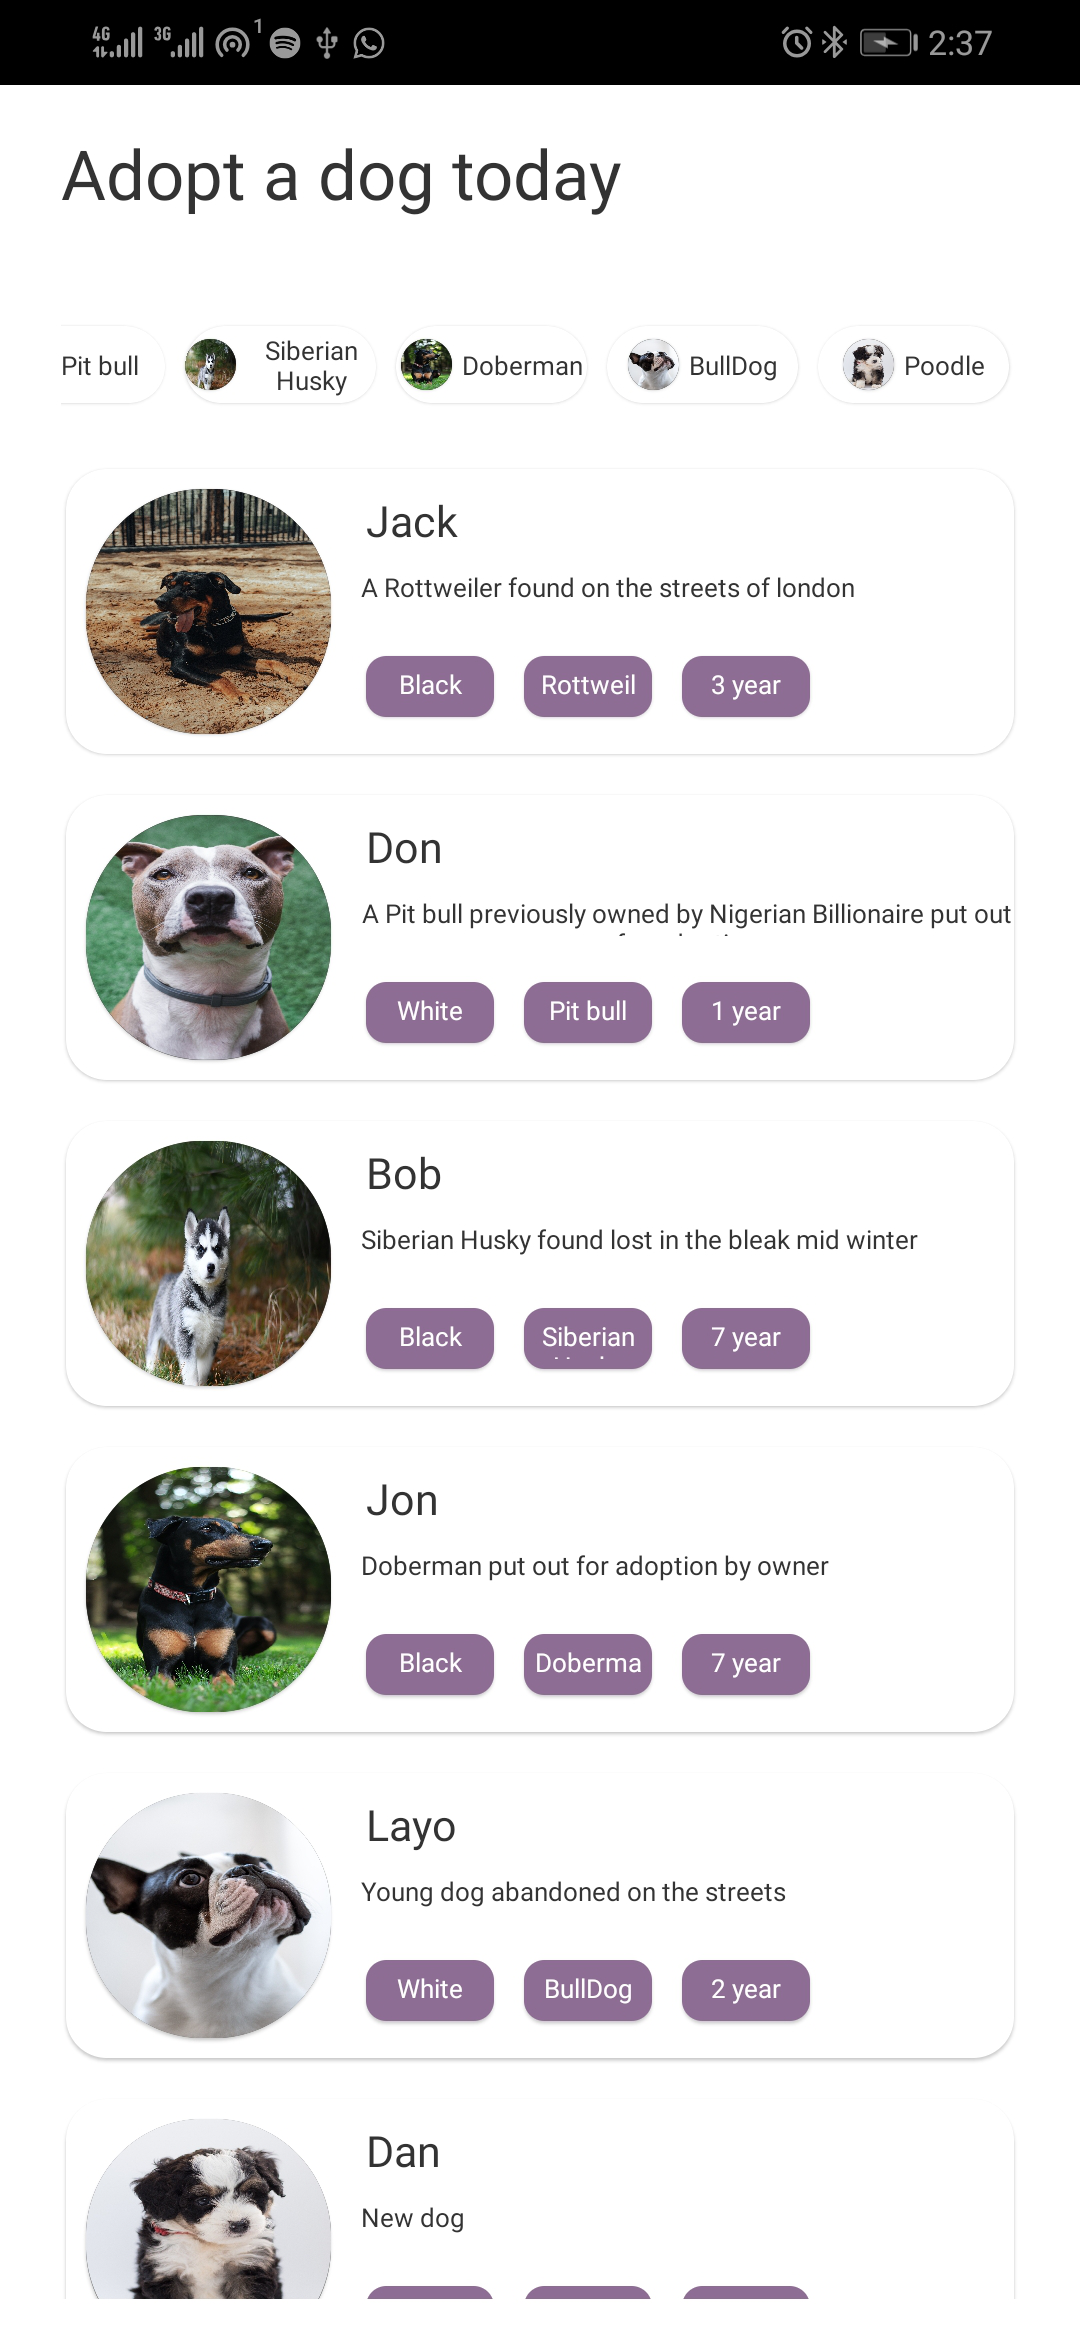 4G 3G 1 2:37
Adopt a dog today
Pit bull
Siberian
Husky
Doberman
BullDog
Poodle
Jack
A Rottweiler found on the streets of london
Black Rottweil 3 year
Don
A Pit bull previously owned by Nigerian Billionaire put out
White Pit bull 1 year
Bob
Siberian Husky found lost in the bleak mid winter
Black Siberian 7 year
Jon
Doberman put out for adoption by owner
Black Doberma 7 year
Layo
Young dog abandoned on the streets
White BullDog 2 year
Dan
New dog